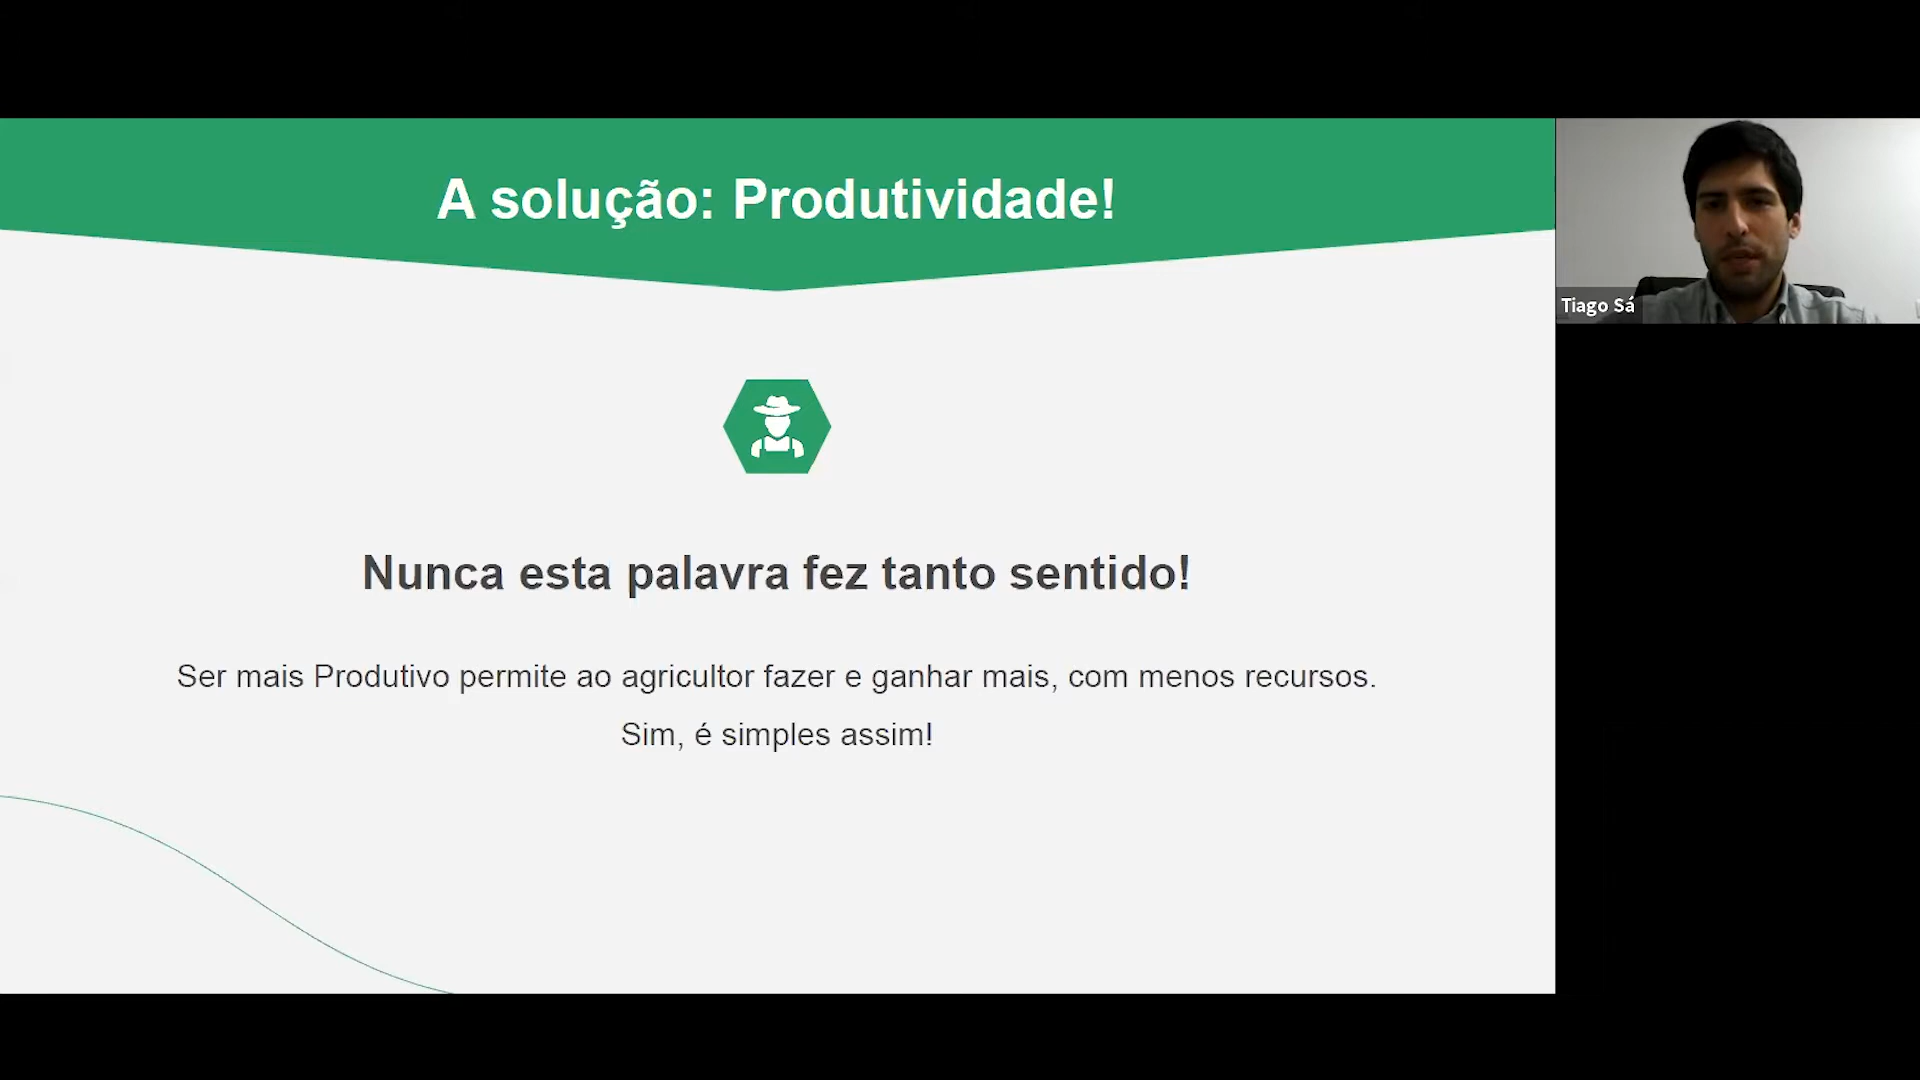 A solução: Produtividade!
Tiago Sá
Nunca esta palavra fez tanto sentido!
Ser mais Produtivo permite ao agricultor fazer e ganhar mais, com menos recursos.
Sim, é simples assim!